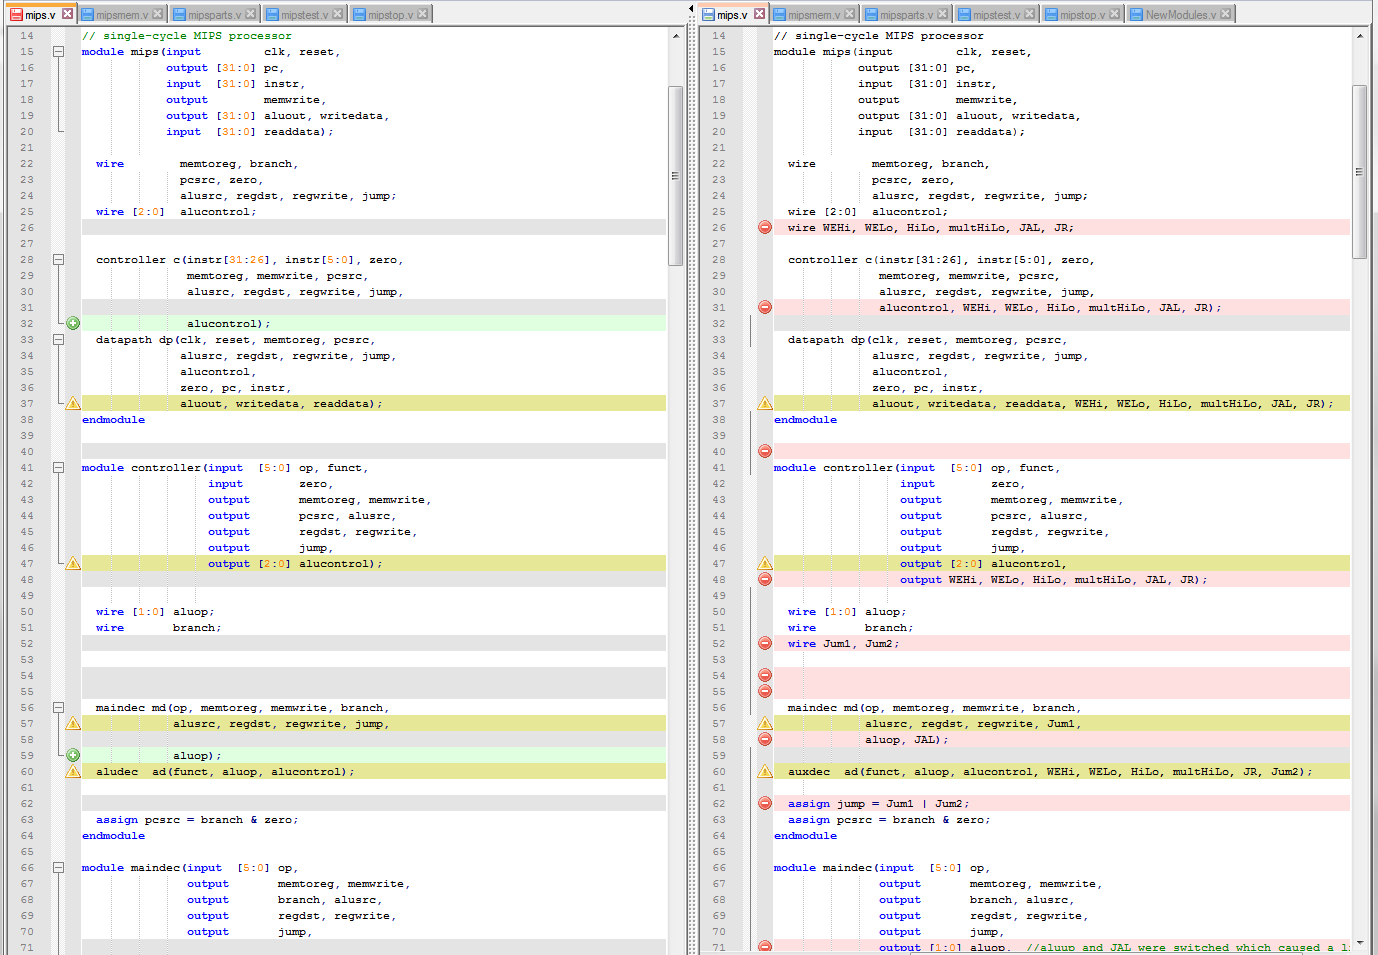 mips.v mipsmem.v mipsparts.v mipstest.v mipstop.v
14 // single-cycle MIPS processor
15 module mips(input clk, reset,
16 output [31:0] pc,
17 input [31:0] instr,
18 output memwrite,
19 output [31:0] aluout, writedata,
20 input [31:0] readdata);
21
22 wire memtoreg, branch,
23 pcsrc, zero,
24 alusrc, regdst, regwrite, jump;
25 wire [2:0] alucontrol;
26
27
28 controller c(instr[31:26], instr[5:0], zero,
29 memtoreg, memwrite, pcsrc,
30 alusrc, regdst, regwrite, jump,
31
32 alucontrol);
33 datapath dp(clk, reset, memtoreg, pcsrc,
34 alusrc, regdst, regwrite, jump,
35 alucontrol,
36 zero, pc, instr,
37 aluout, writedata, readdata);
38 endmodule
39
40
41 module controller(input [5:0] op, funct,
42 input zero,
43 output memtoreg, memwrite,
44 output pcsrc, alusrc,
45 output regdst, regwrite,
46 output jump,
47 output [2:0] alucontrol);
48
49
50 wire [1:0] aluop;
51 wire branch;
52
53
54
55
56 maindec md(op, memtoreg, memwrite, branch,
57 alusrc, regdst, regwrite, jump,
58
59 aluop);
60 aludec ad(funct, aluop, alucontrol);
61
62
63 assign pcsrc = branch & zero;
64 endmodule
65
66 module maindec(input [5:0] op,
67 output memtoreg, memwrite,
68 output branch, alusrc,
69 output regdst, regwrite,
70 output jump,
71
mips.v mipsmem.v mipsparts.v mipstest.v mipstop.v NewModules.v
14 // single-cycle MIPS processor
15 module mips(input clk, reset,
16 output [31:0] pc,
17 input [31:0] instr,
18 output memwrite,
19 output [31:0] aluout, writedata,
20 input [31:0] readdata);
21
22 wire memtoreg, branch,
23 pcsrc, zero,
24 alusrc, regdst, regwrite, jump;
25 wire [2:0] alucontrol;
26 wire WEHi, WELo, HiLo, multHiLo, JAL, JR;
27
28 controller c(instr[31:26], instr[5:0], zero,
29 memtoreg, memwrite, pcsrc,
30 alusrc, regdst, regwrite, jump,
31 alucontrol, WEHi, WELo, HiLo, multHiLo, JAL, JR);
32
33 datapath dp(clk, reset, memtoreg, pcsrc,
34 alusrc, regdst, regwrite, jump,
35 alucontrol,
36 zero, pc, instr,
37 aluout, writedata, readdata, WEHi, WELo, HiLo, multHiLo, JAL, JR);
38 endmodule
39
40
41 module controller(input [5:0] op, funct,
42 input zero,
43 output memtoreg, memwrite,
44 output pcsrc, alusrc,
45 output regdst, regwrite,
46 output jump,
47 output [2:0] alucontrol,
48 output WEHi, WELo, HiLo, multHiLo, JAL, JR);
49
50 wire [1:0] aluop;
51 wire branch;
52 wire Jum1, Jum2;
53
54
55
56 maindec md(op, memtoreg, memwrite, branch,
57 alusrc, regdst, regwrite, Jum1,
58 aluop, JAL);
59
60 auxdec ad(funct, aluop, alucontrol, WEHi, WELo, HiLo, multHiLo, JR, Jum2);
61
62 assign jump = Jum1 | Jum2;
63 assign pcsrc = branch & zero;
64 endmodule
65
66 module maindec(input [5:0] op,
67 output memtoreg, memwrite,
68 output branch, alusrc,
69 output regdst, regwrite,
70 output jump,
71 output [1:0] aluop, //aluup and JAL were switched which caused a